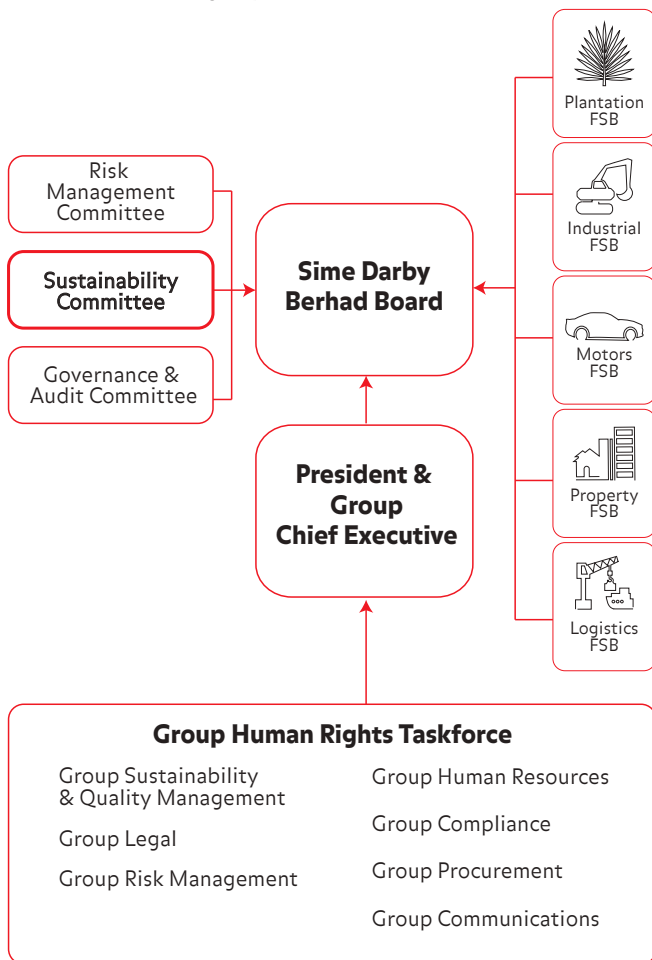 Risk
Management
Committee
Sustainability
Committee
Governance &
Audit Committee
Sime Darby
Berhad Board
President &
Group
Chief Executive
Plantation
FSB
Industrial
FSB
Motors
FSB
Property
FSB
Logistics
FSB
Group Human Rights Taskforce
Group Sustainability
& Quality Management
Group Legal
Group Risk Management
Group Human Resources
Group Compliance
Group Procurement
Group Communications